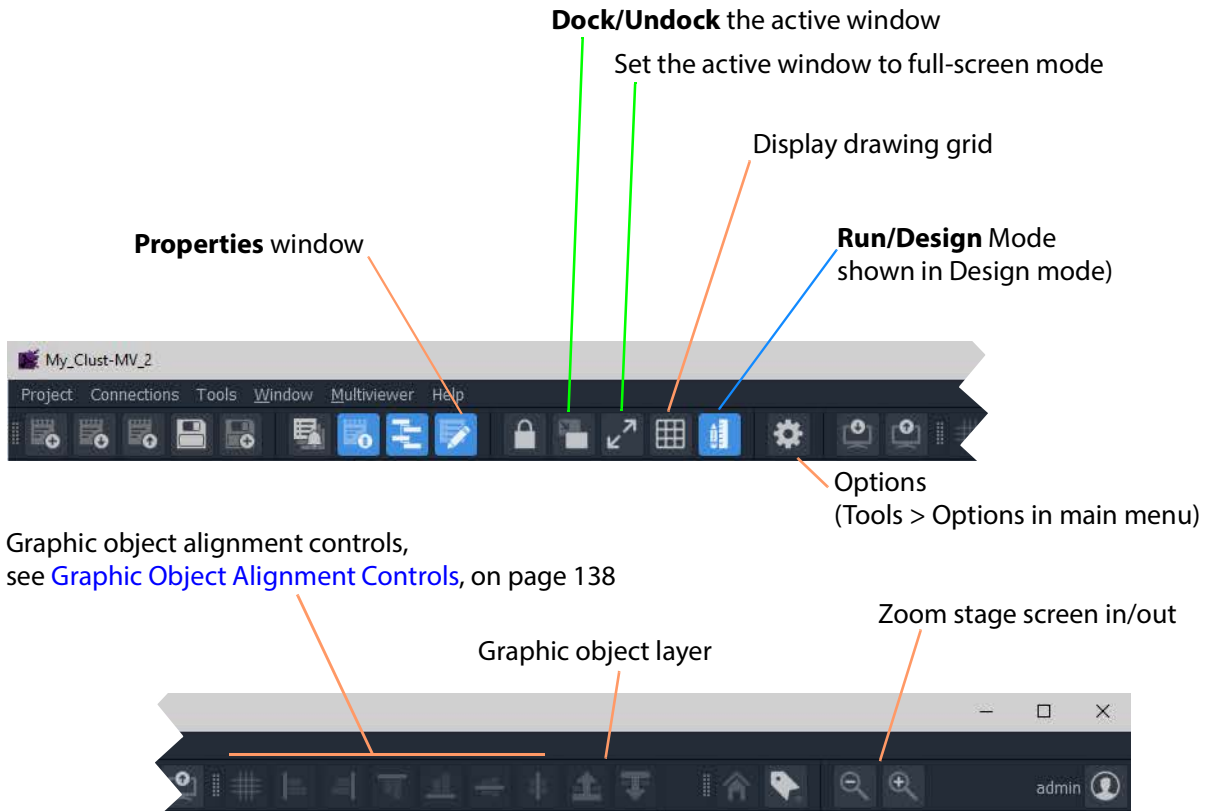 Dock/Undock the active window
Set the active window to full-screen mode
Display drawing grid
Properties window
Run/Design Mode
shown in Design mode)
My_Clust-MV_2
Project Connections Tools Window Multiviewer Help
Options
(Tools > Options in main menu)
Graphic object alignment controls,
see Graphic Object Alignment Controls, on page 138
Zoom stage screen in/out
Graphic object layer
admin